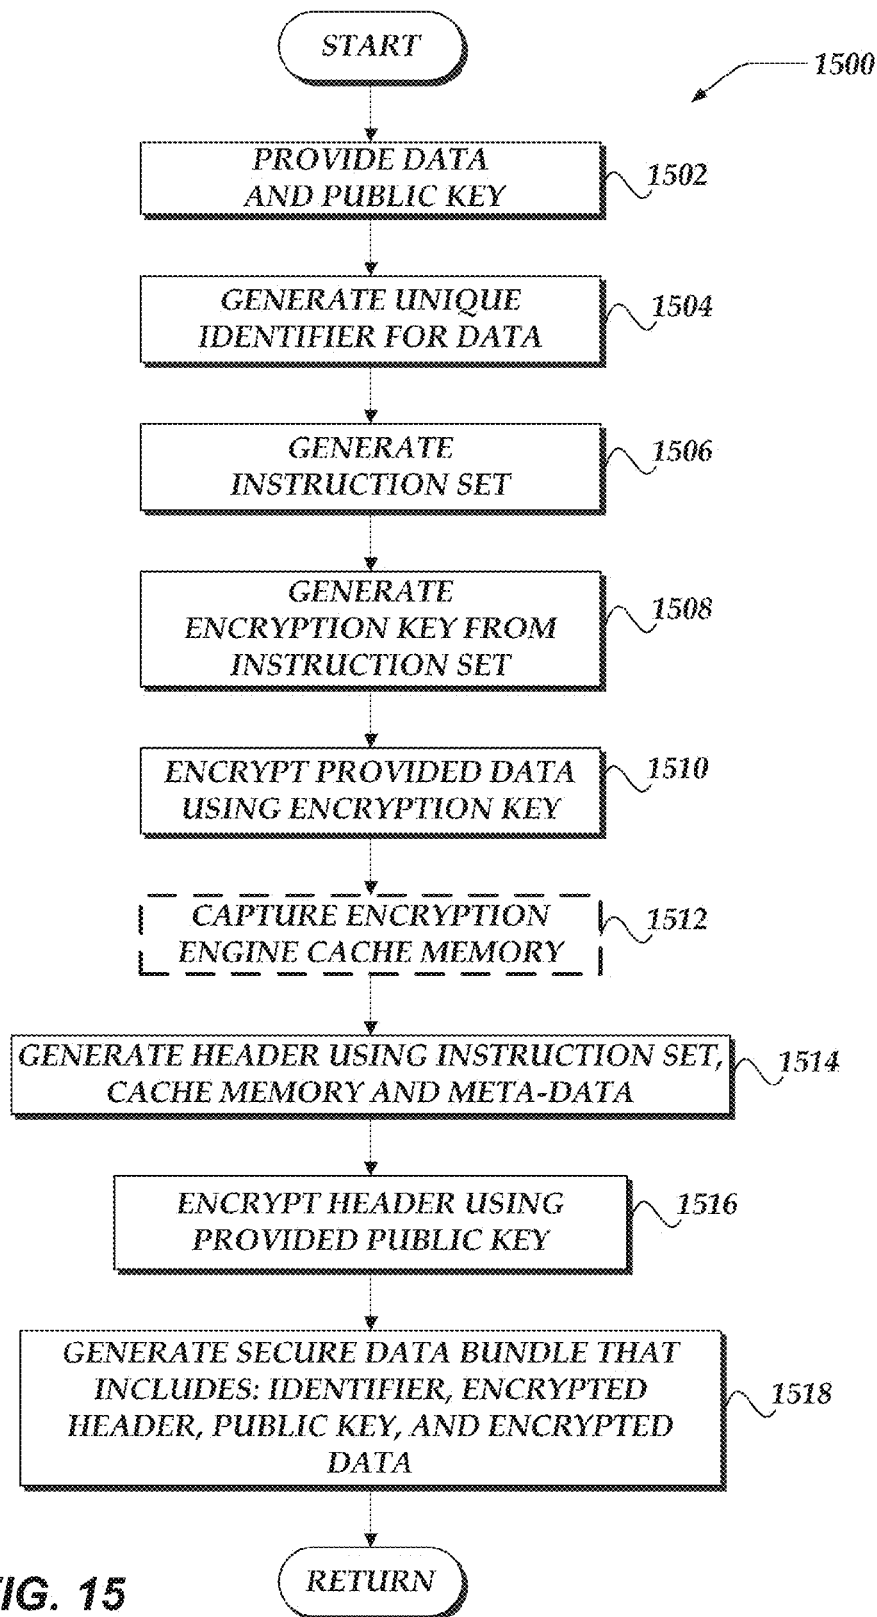 START
1500
PROVIDE DATA
AND PUBLIC KEY
1502
GENERATE UNIQUE
IDENTIFIER FOR DATA
1504
GENERATE
INSTRUCTION SET
1506
GENERATE
ENCRYPTION KEY FROM
INSTRUCTION SET
1508
ENCRYPT PROVIDED DATA
USING ENCRYPTION KEY
1510
CAPTURE ENCRYPTION
ENGINE CACHE MEMORY
1512
GENERATE HEADER USING INSTRUCTION SET,
CACHE MEMORY AND META-DATA
1514
ENCRYPT HEADER USING
PROVIDED PUBLIC KEY
1516
GENERATE SECURE DATA BUNDLE THAT
INCLUDES: IDENTIFIER, ENCRYPTED
HEADER, PUBLIC KEY, AND ENCRYPTED
DATA
1518
RETURN
IG. 15